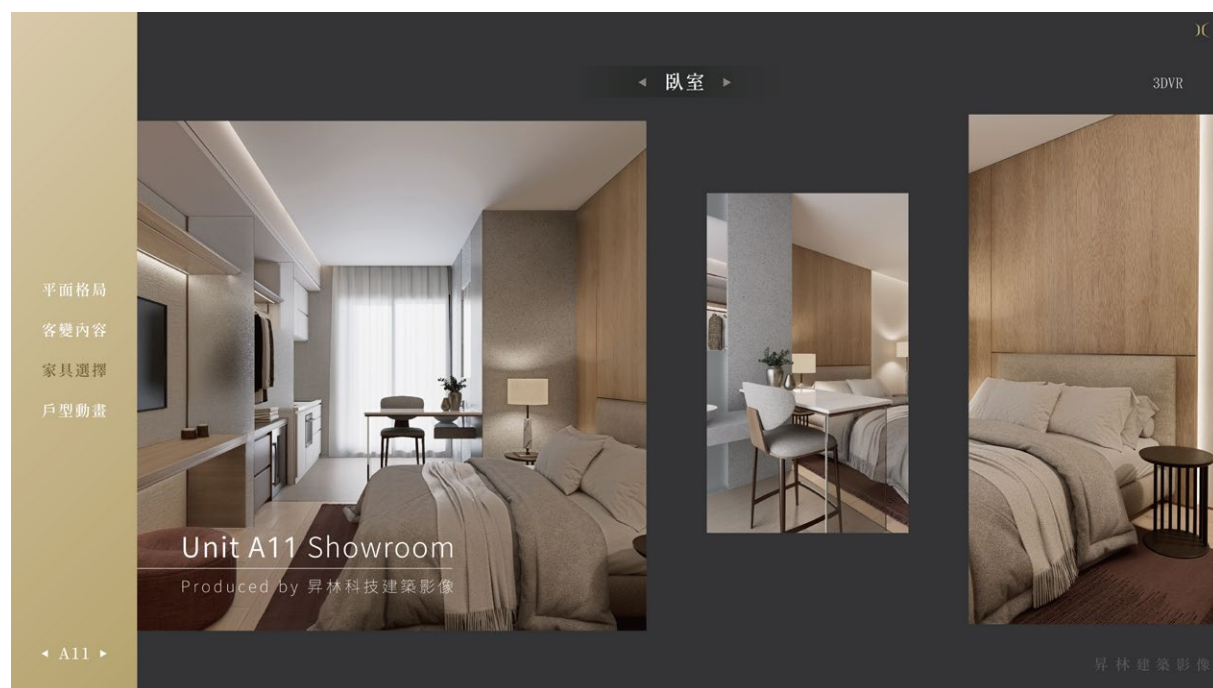 臥室
3DVR
平面格局
客變內容
家具選擇
戶型動畫
Unit A11 Showroom
Produced by 昇林科技建築影像
A11
昇林建築影像